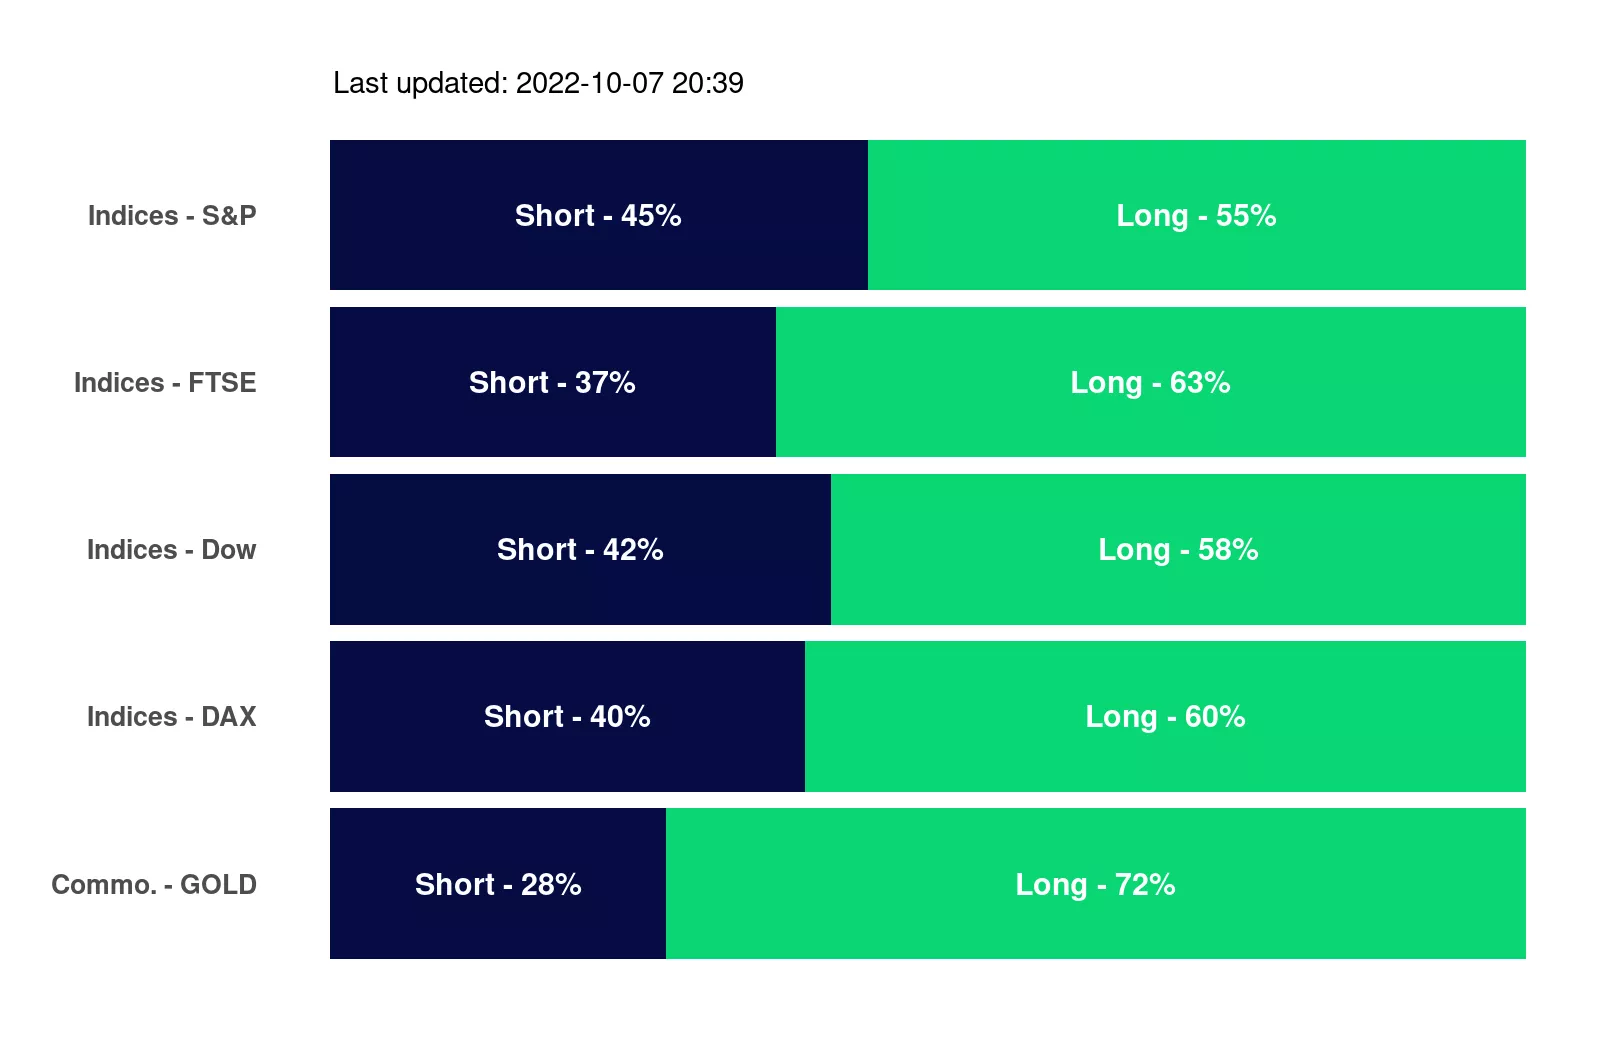 Last updated: 2022-10-07 20:39
Indices - S&P Short - 45% Long - 55%
Indices - FTSE Short - 37% Long - 63%
Indices - Dow Short - 42% Long - 58%
Indices - DAX Short - 40% Long - 60%
Commo. - GOLD Short - 28% Long - 72%